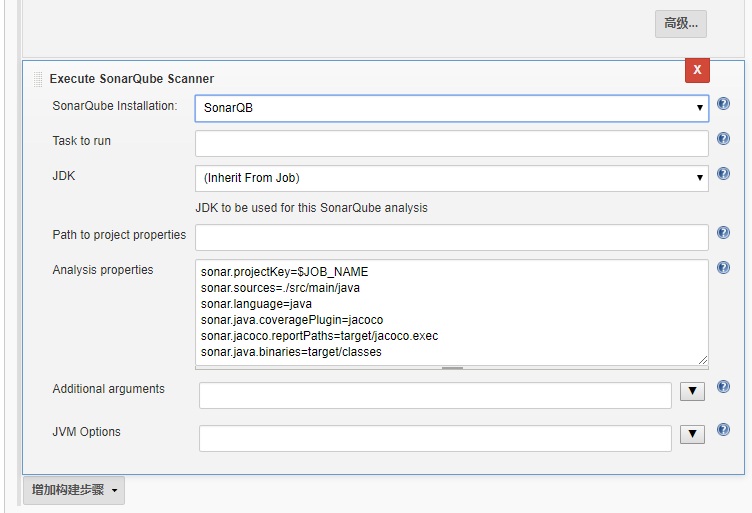 高级...
X
Execute SonarQube Scanner
SonarQube Installation:
SonarQB
Task to run
JDK
(Inherit From Job)
JDK to be used for this SonarQube analysis
Path to project properties
Analysis properties
sonar.projectKey=$JOB_NAME
sonar.sources=./src/main/java
sonar.language=java
sonar.java.coveragePlugin=jacoco
sonar.jacoco.reportPaths=target/jacoco.exec
sonar.java.binaries=target/classes
Additional arguments
JVM Options
增加构建步骤